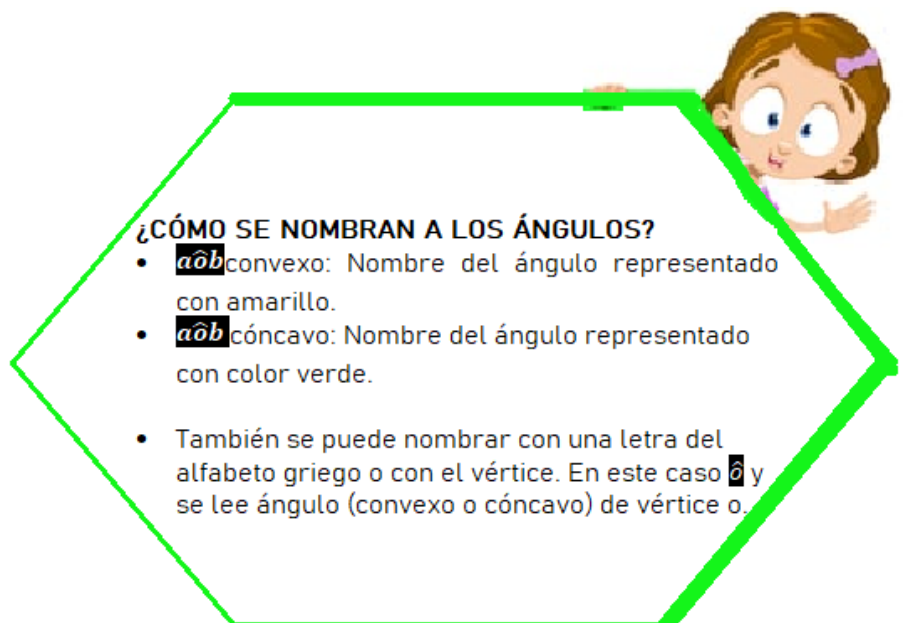 ¿CÓMO SE NOMBRAN A LOS ÁNGULOS?
• aôb convexo: Nombre del ángulo representado
con amarillo.
• aôb cóncavo: Nombre del ángulo representado
con color verde.
• También se puede nombrar con una letra del
alfabeto griego o con el vértice. En este caso ô y
se lee ángulo (convexo o cóncavo) de vértice o.